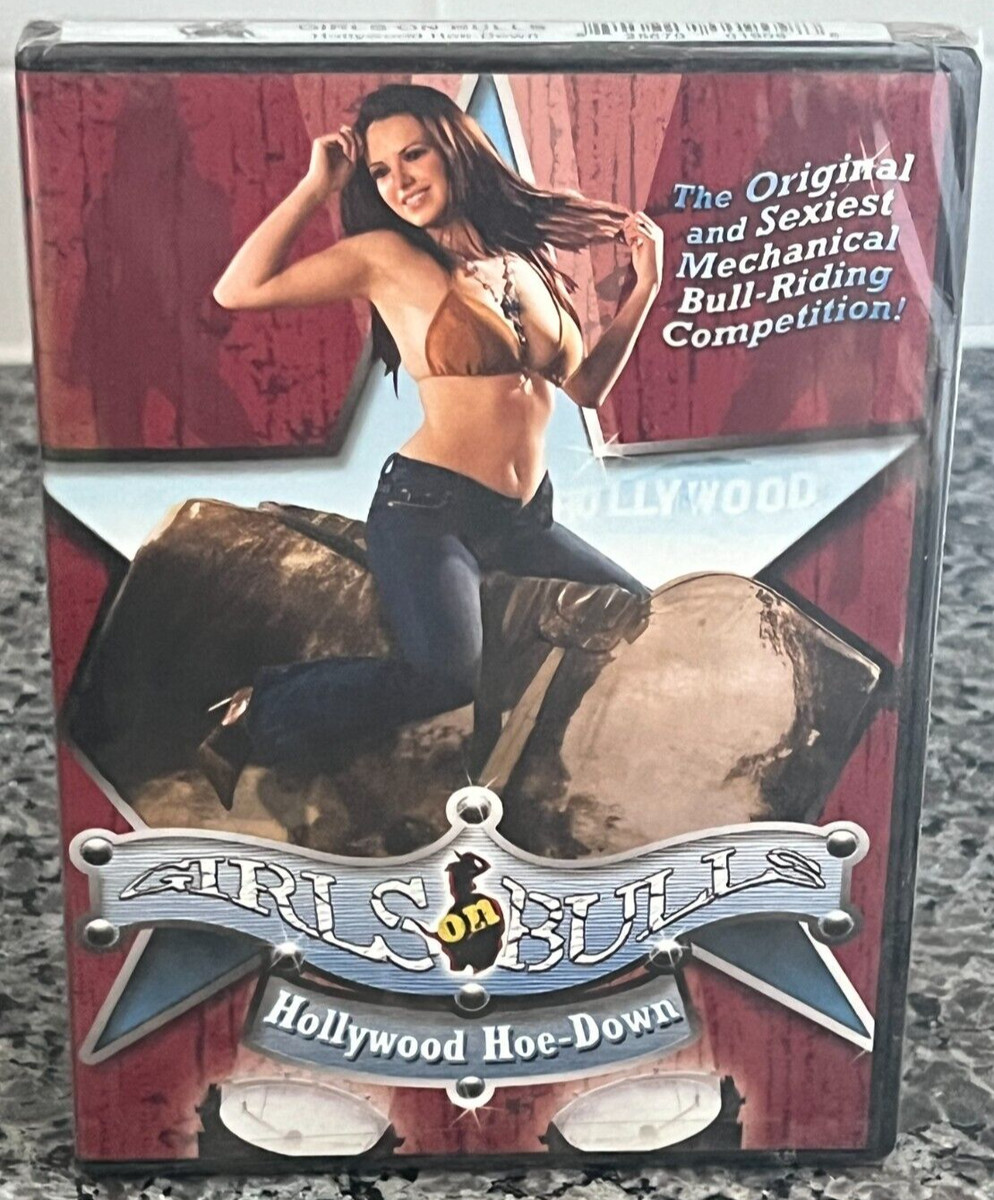 GIRLS ON BULLS
Hollywood Hoe-Down
The Original
and Sexiest
Mechanical
Bull-Riding
Competition!
HOLLYWOOD
GIRLS on BULLS
Hollywood Hoe-Down